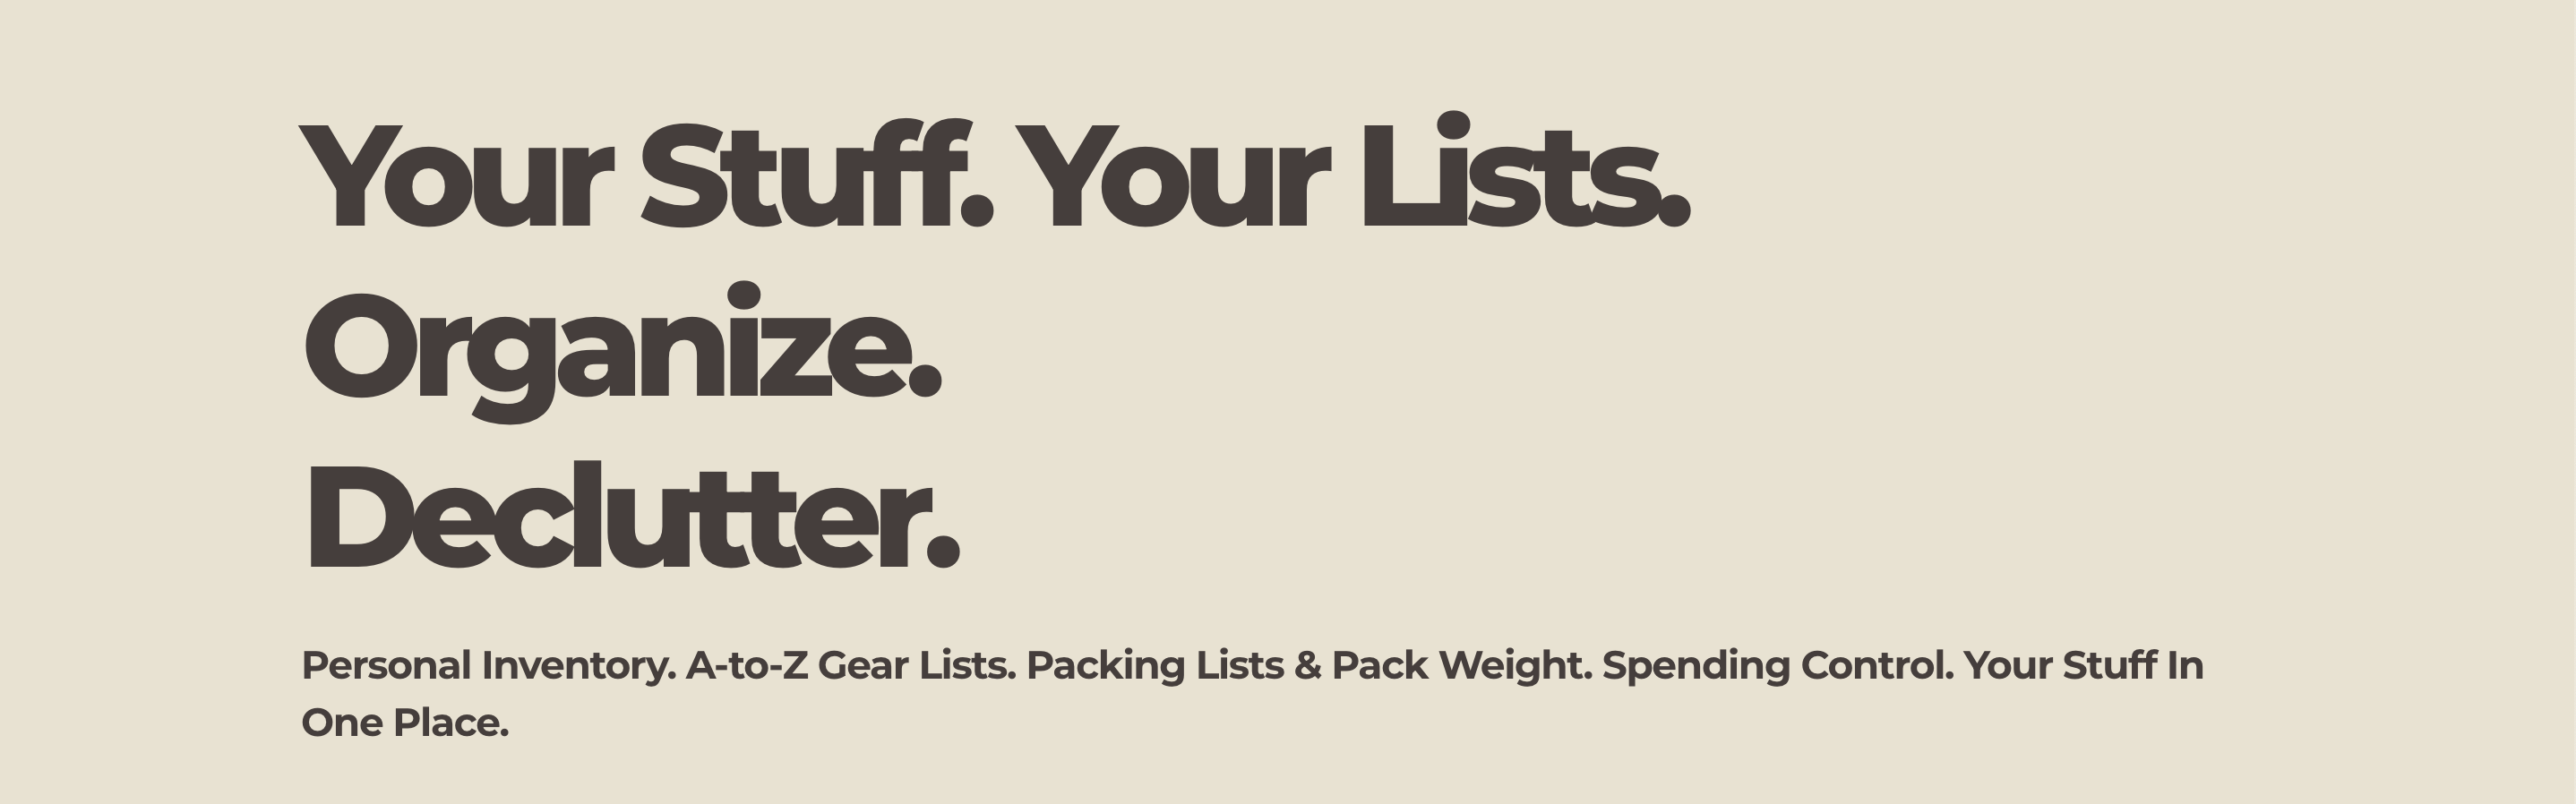 Your Stuff. Your Lists.
Organize.
Declutter.
Personal Inventory. A-to-Z Gear Lists. Packing Lists & Pack Weight. Spending Control. Your Stuff In
One Place.